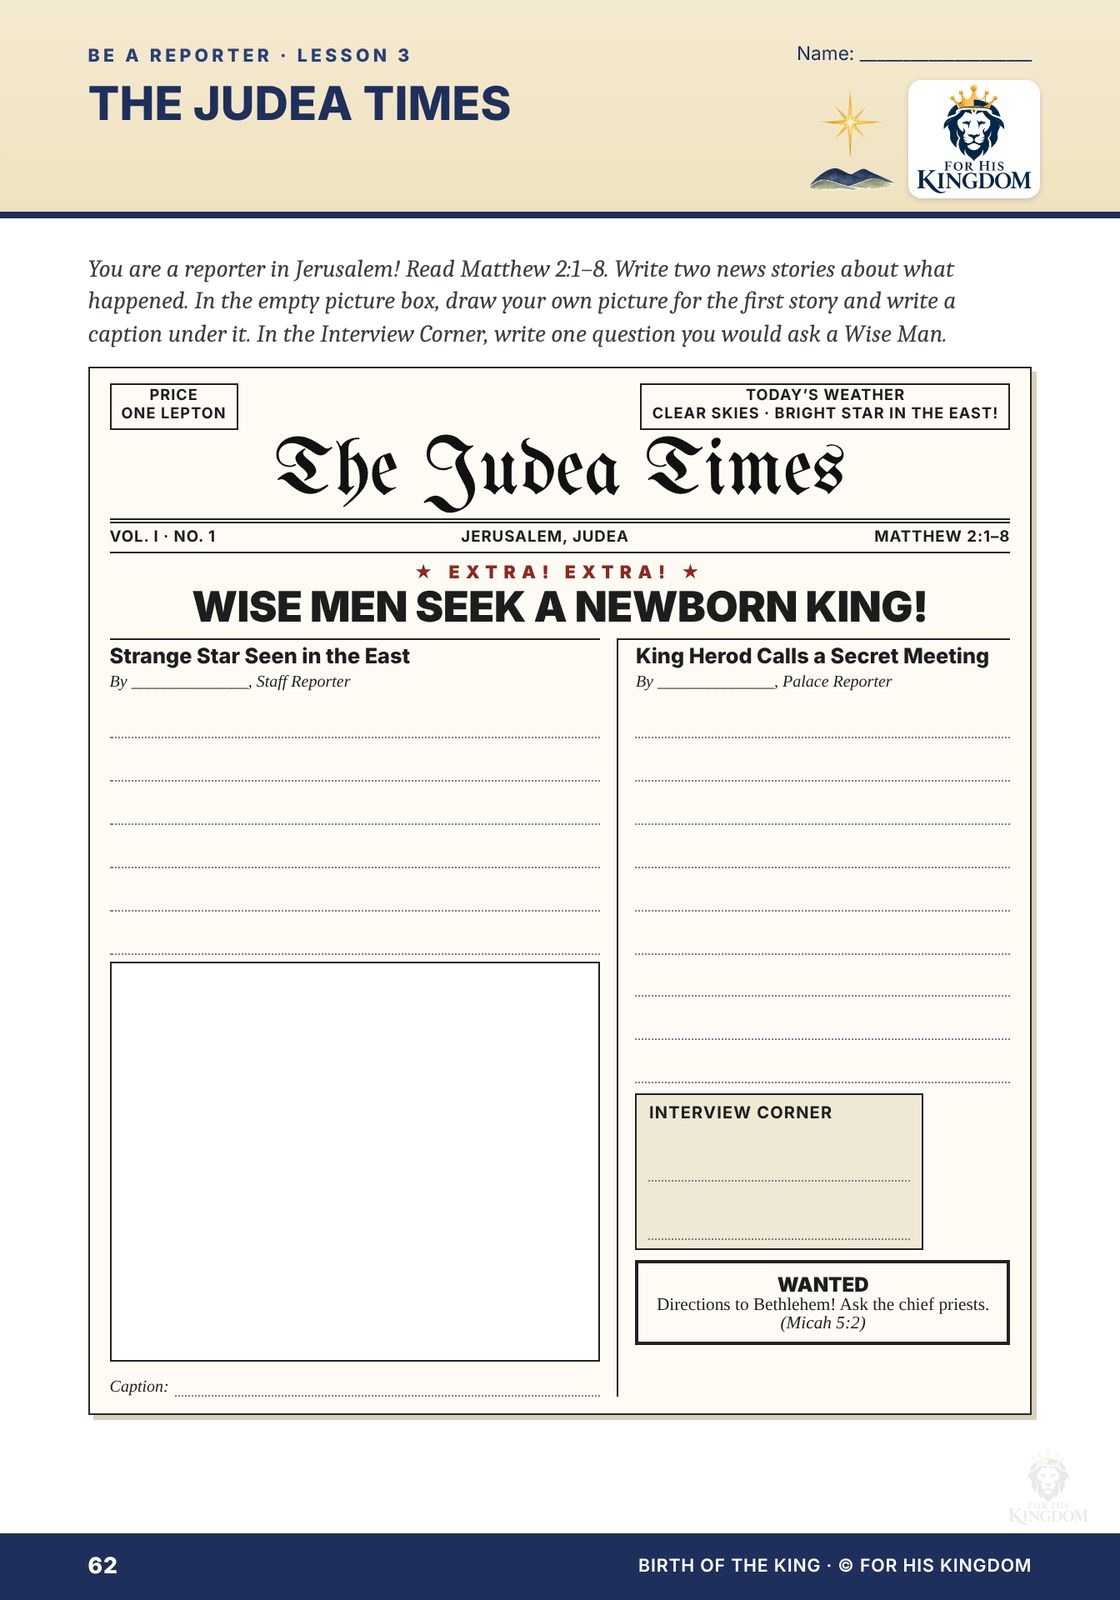 BE A REPORTER · LESSON 3
Name: ____________________
THE JUDEA TIMES
FOR HIS
KINGDOM
You are a reporter in Jerusalem! Read Matthew 2:1–8. Write two news stories about what
happened. In the empty picture box, draw your own picture for the first story and write a
caption under it. In the Interview Corner, write one question you would ask a Wise Man.
PRICE
ONE LEPTON
TODAY’S WEATHER
CLEAR SKIES · BRIGHT STAR IN THE EAST!
The Judea Times
VOL. I · NO. 1
JERUSALEM, JUDEA
MATTHEW 2:1–8
★ EXTRA! EXTRA! ★
WISE MEN SEEK A NEWBORN KING!
Strange Star Seen in the East
By ______________, Staff Reporter
Caption:
King Herod Calls a Secret Meeting
By ______________, Palace Reporter
INTERVIEW CORNER
WANTED
Directions to Bethlehem! Ask the chief priests.
(Micah 5:2)
FOR HIS
KINGDOM
62
BIRTH OF THE KING · © FOR HIS KINGDOM